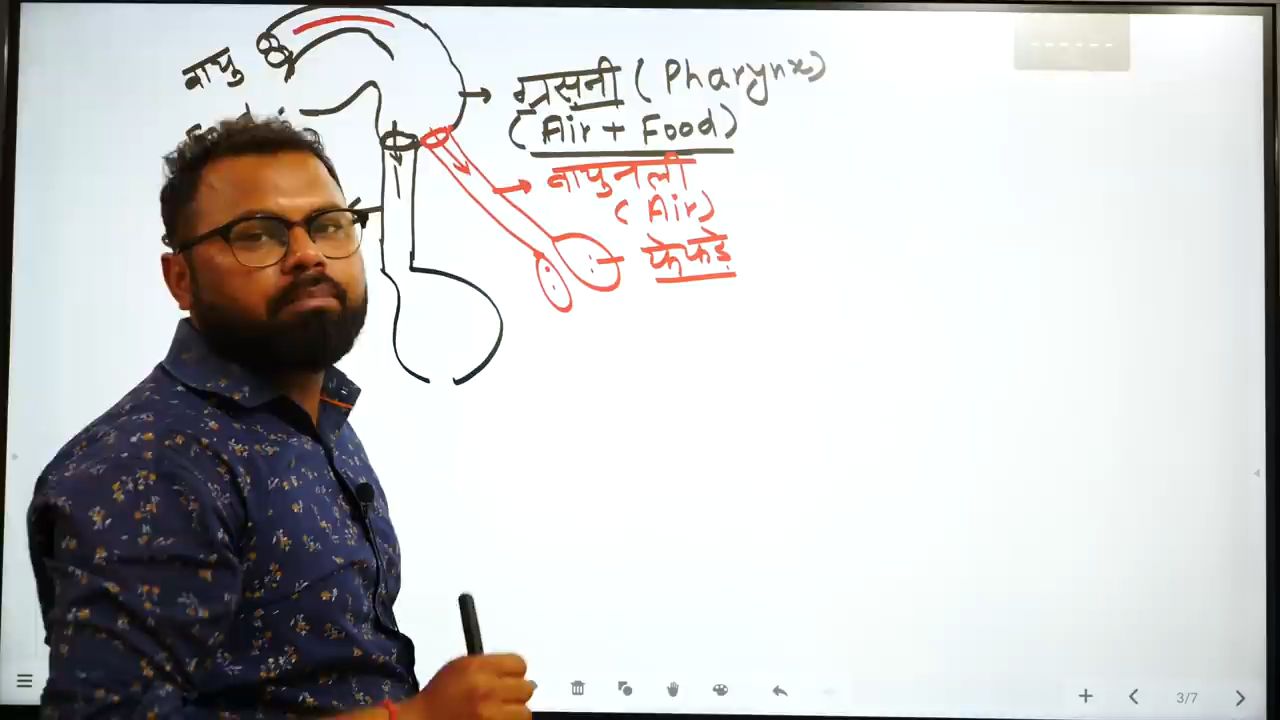 वायु
ग्रसनी (Pharynx)
(Air + Food)
वायुनली
(Air)
फेफड़े
3/7